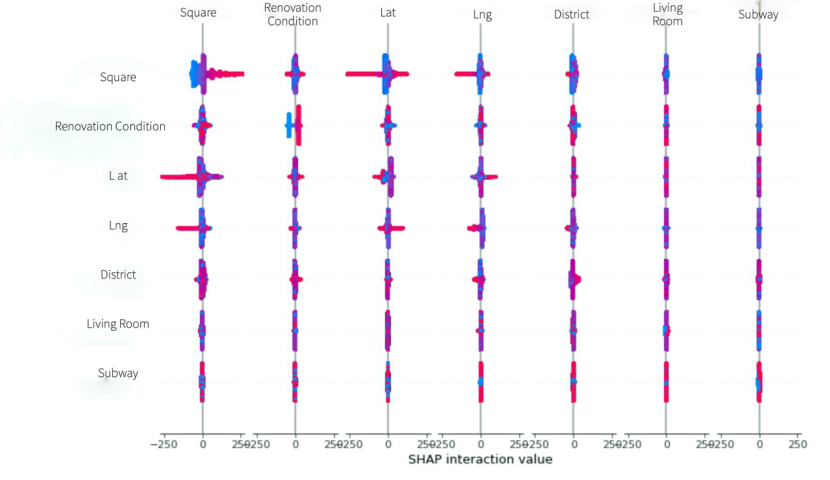 Square
Renovation
Condition
Lat
Lng
District
Living
Room
Subway
Square
Renovation Condition
L at
Lng
District
Living Room
Subway
−250 0 250 −250 0 250 −250 0 250 −250 0 250 −250 0 250 −250 0 250 −250 0 250
SHAP interaction value